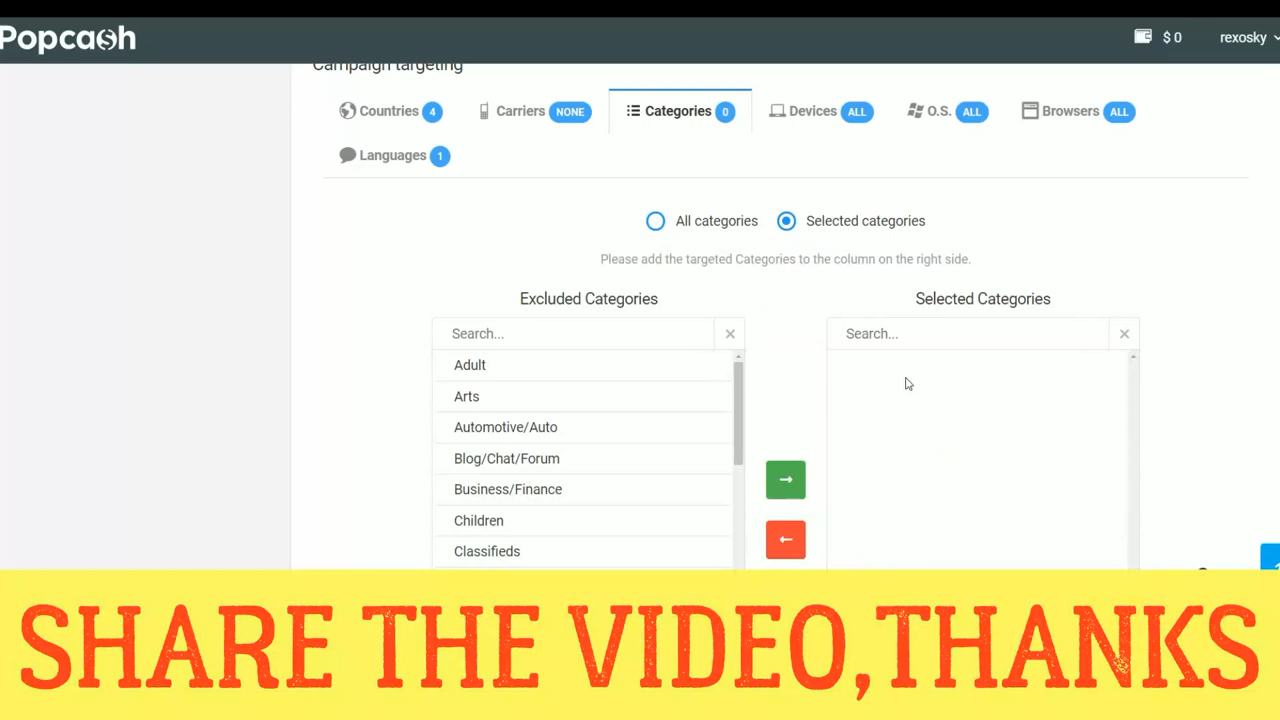 Popcash
$ 0
rexosky
Campaign targeting
Countries 4
Carriers NONE
Categories 0
Devices ALL
O.S. ALL
Browsers ALL
Languages 1
All categories
Selected categories
Please add the targeted Categories to the column on the right side.
Excluded Categories
Selected Categories
Search...
Search...
Adult
Arts
Automotive/Auto
Blog/Chat/Forum
Business/Finance
Children
Classifieds
SHARE THE VIDEO,THANKS